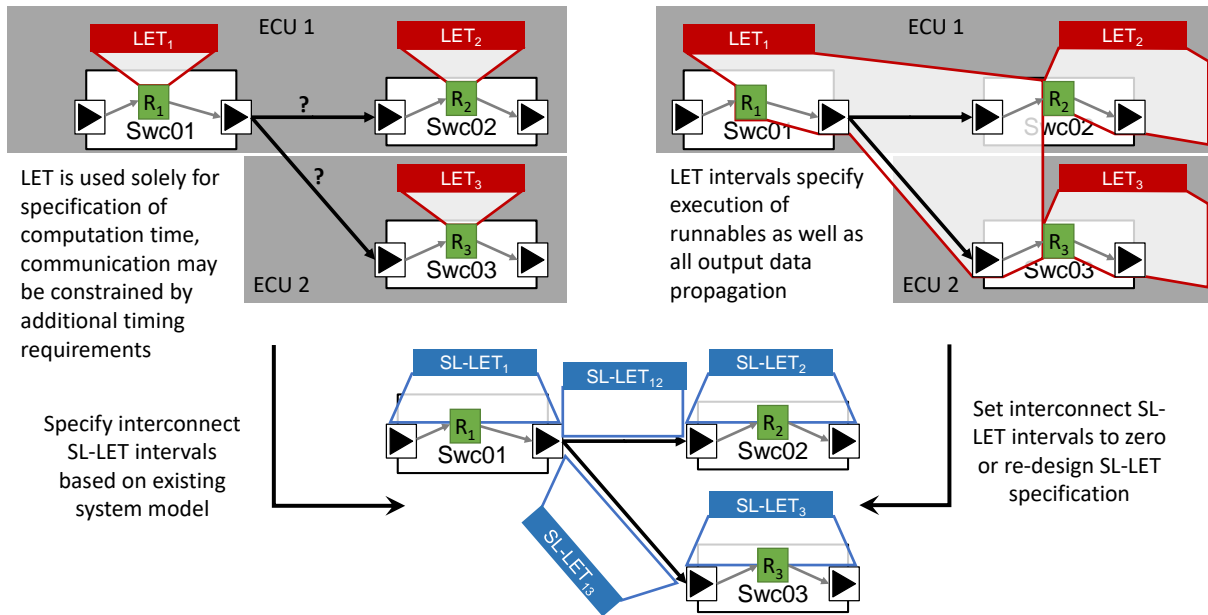 ECU 1
LET1
LET2
?
R1
R2
Swc01
Swc02
?
LET3
R3
Swc03
ECU 2
LET is used solely for
specification of
computation time,
communication may
be constrained by
additional timing
requirements
ECU 1
LET1
LET2
R1
R2
Swc01
Swc02
LET3
R3
Swc03
ECU 2
LET intervals specify
execution of
runnables as well as
all output data
propagation
SL-LET1
SL-LET12
SL-LET2
R1
R2
Swc01
Swc02
SL-LET13
SL-LET3
R3
Swc03
Specify interconnect
SL-LET intervals
based on existing
system model
Set interconnect SL-
LET intervals to zero
or re-design SL-LET
specification